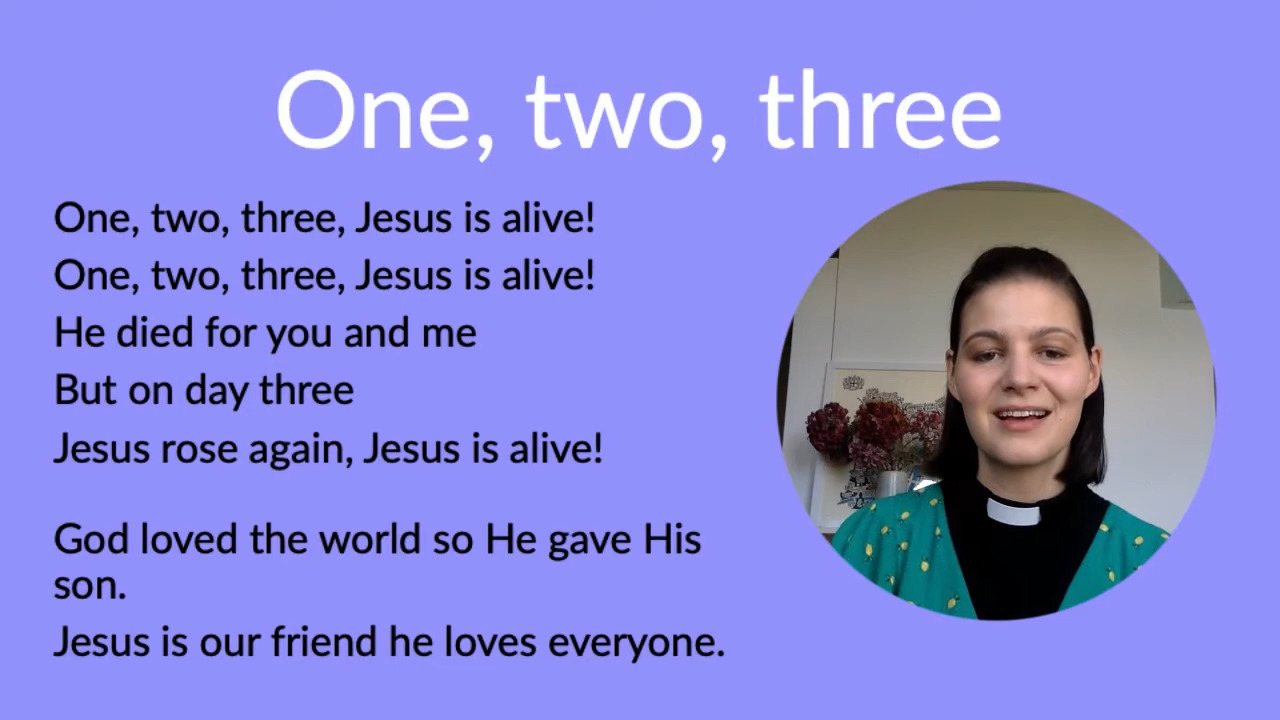 One, two, three
One, two, three, Jesus is alive!
One, two, three, Jesus is alive!
He died for you and me
But on day three
Jesus rose again, Jesus is alive!
God loved the world so He gave His
son.
Jesus is our friend he loves everyone.